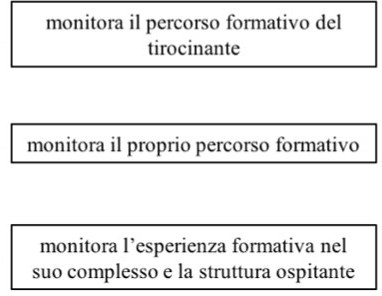 monitora il percorso formativo del
tirocinante
monitora il proprio percorso formativo
monitora l'esperienza formativa nel
suo complesso e la struttura ospitante